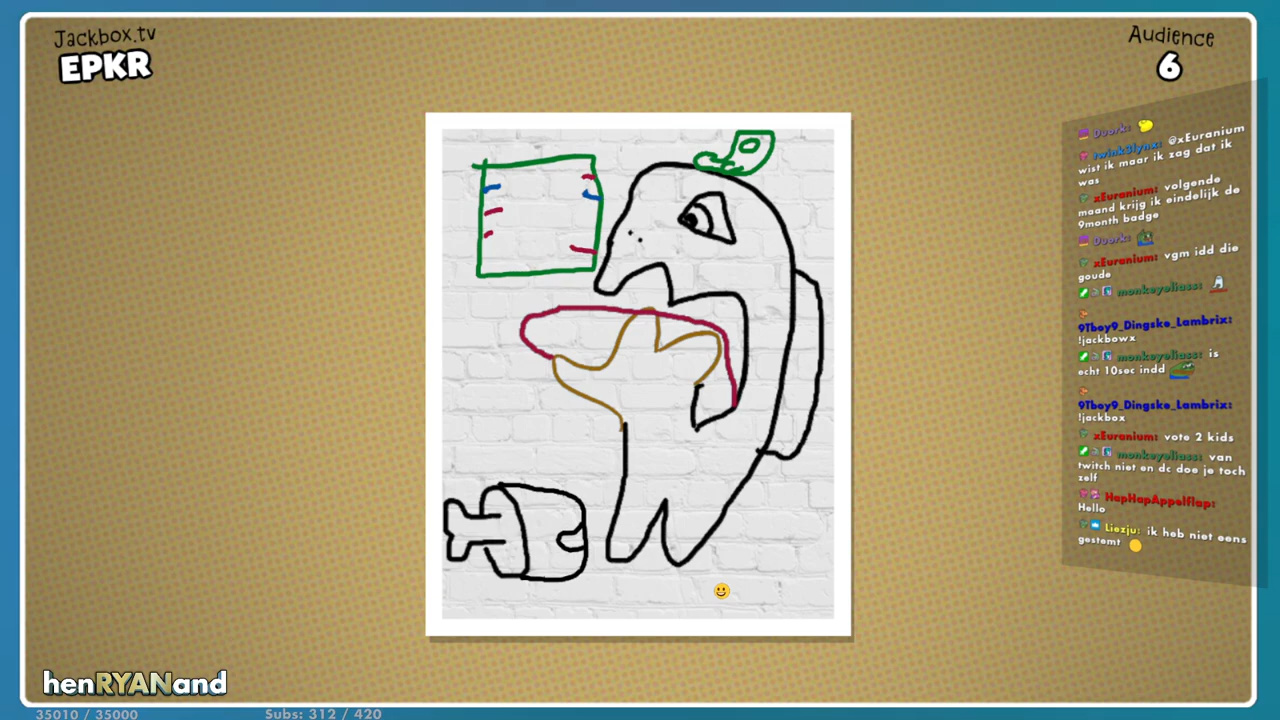 Jackbox.tv
EPKR
Audience
6
Duork:
twink3lynx: @xEuranium
wist ik maar ik zag dat ik
was
xEuranium: volgende
maand krijg ik eindelijk de
9month badge
Duork:
xEuranium: vgm idd die
goude
monkeyeliass:
9Tboy9_Dingske_Lambrix:
!jackbowx
monkeyeliass: is
echt 10sec indd
9Tboy9_Dingske_Lambrix:
!jackbox
xEuranium: vote 2 kids
monkeyeliass: van
twitch niet en dc doe je toch
zelf
HapHapAppelflap:
Hello
Liezju: ik heb niet eens
gestemt
henRYANand
35010 / 35000
Subs: 312 / 420